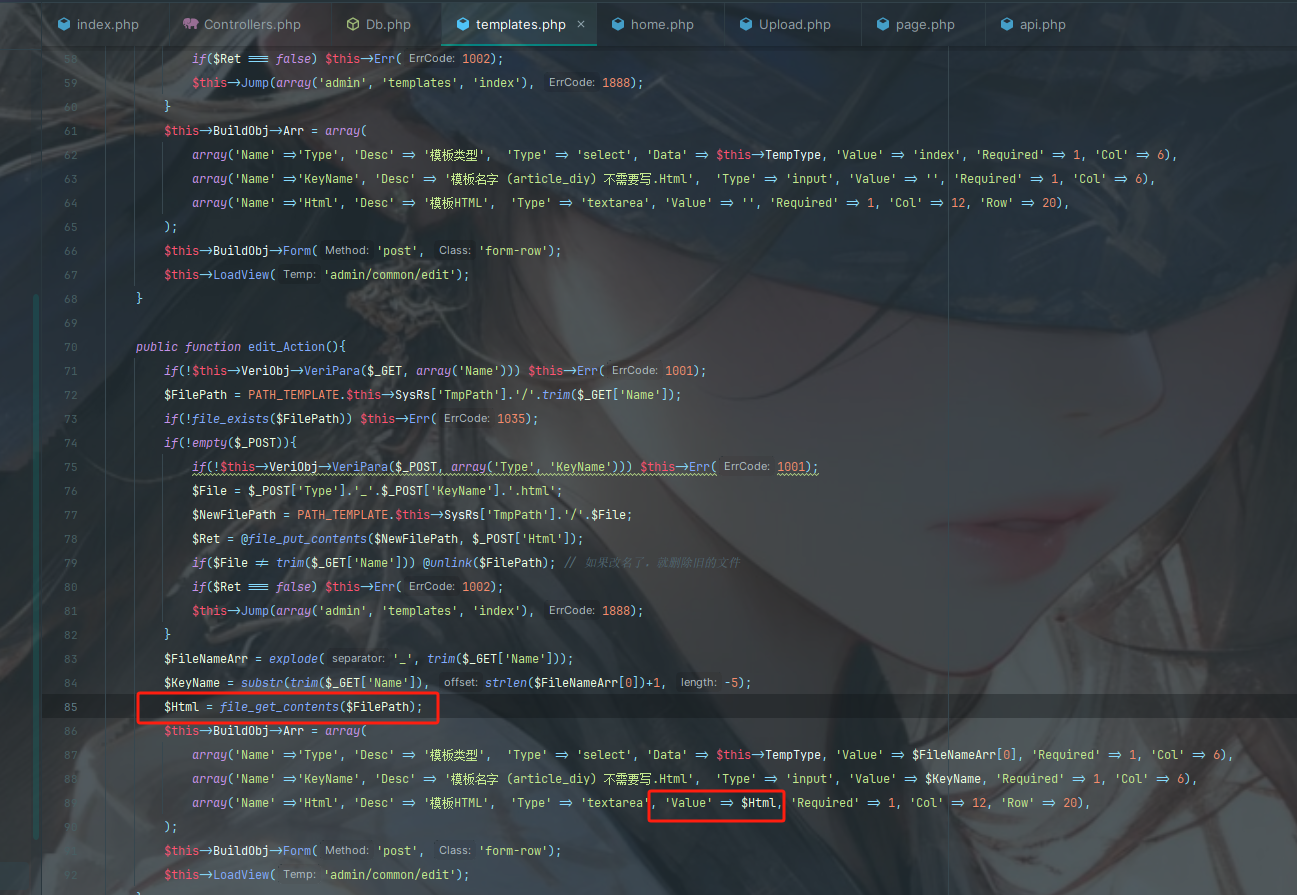 index.php Controllers.php Db.php templates.php × home.php Upload.php page.php api.php
58 if($Ret === false) $this->Err( ErrCode: 1002);
59 $this->Jump(array('admin', 'templates', 'index'), ErrCode: 1888);
60 }
61 $this->BuildObj->Arr = array(
62 array('Name' =>'Type', 'Desc' => '模板类型', 'Type' => 'select', 'Data' => $this->TempType, 'Value' => 'index', 'Required' => 1, 'Col' => 6),
63 array('Name' =>'KeyName', 'Desc' => '模板名字 (article_diy) 不需要写.Html', 'Type' => 'input', 'Value' => '', 'Required' => 1, 'Col' => 6),
64 array('Name' =>'Html', 'Desc' => '模板HTML', 'Type' => 'textarea', 'Value' => '', 'Required' => 1, 'Col' => 12, 'Row' => 20),
65 );
66 $this->BuildObj->Form( Method: 'post', Class: 'form-row');
67 $this->LoadView( Temp: 'admin/common/edit');
68 }
69
70 public function edit_Action(){
71 if(!$this->VeriObj->VeriPara($_GET, array('Name'))) $this->Err( ErrCode: 1001);
72 $FilePath = PATH_TEMPLATE.$this->SysRs['TmpPath'].'/'.trim($_GET['Name']);
73 if(!file_exists($FilePath)) $this->Err( ErrCode: 1035);
74 if(!empty($_POST)){
75 if(!$this->VeriObj->VeriPara($_POST, array('Type', 'KeyName'))) $this->Err( ErrCode: 1001);
76 $File = $_POST['Type'].'_'.$_POST['KeyName'].'.html';
77 $NewFilePath = PATH_TEMPLATE.$this->SysRs['TmpPath'].'/'.$File;
78 $Ret = @file_put_contents($NewFilePath, $_POST['Html']);
79 if($File != trim($_GET['Name'])) @unlink($FilePath); // 如果改名了，就删除旧的文件
80 if($Ret === false) $this->Err( ErrCode: 1002);
81 $this->Jump(array('admin', 'templates', 'index'), ErrCode: 1888);
82 }
83 $FileNameArr = explode( separator: '_', trim($_GET['Name']));
84 $KeyName = substr(trim($_GET['Name']), offset: strlen($FileNameArr[0])+1, length: -5);
85 $Html = file_get_contents($FilePath);
86 $this->BuildObj->Arr = array(
87 array('Name' =>'Type', 'Desc' => '模板类型', 'Type' => 'select', 'Data' => $this->TempType, 'Value' => $FileNameArr[0], 'Required' => 1, 'Col' => 6),
88 array('Name' =>'KeyName', 'Desc' => '模板名字 (article_diy) 不需要写.Html', 'Type' => 'input', 'Value' => $KeyName, 'Required' => 1, 'Col' => 6),
89 array('Name' =>'Html', 'Desc' => '模板HTML', 'Type' => 'textarea', 'Value' => $Html, 'Required' => 1, 'Col' => 12, 'Row' => 20),
90 );
91 $this->BuildObj->Form( Method: 'post', Class: 'form-row');
92 $this->LoadView( Temp: 'admin/common/edit');